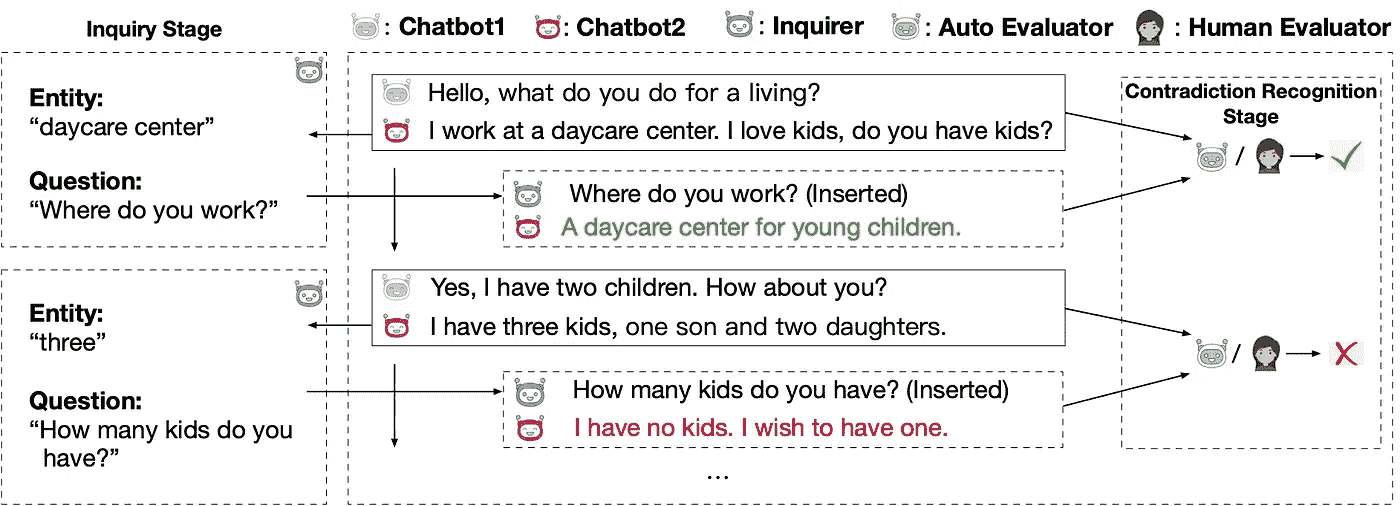 Inquiry Stage
: Chatbot1 : Chatbot2 : Inquirer : Auto Evaluator : Human Evaluator
Entity:
“daycare center”
Question:
“Where do you work?”
Hello, what do you do for a living?
I work at a daycare center. I love kids, do you have kids?
Where do you work? (Inserted)
A daycare center for young children.
Contradiction Recognition
Stage
/
Entity:
“three”
Question:
“How many kids do you
have?”
Yes, I have two children. How about you?
I have three kids, one son and two daughters.
How many kids do you have? (Inserted)
I have no kids. I wish to have one.
/
...